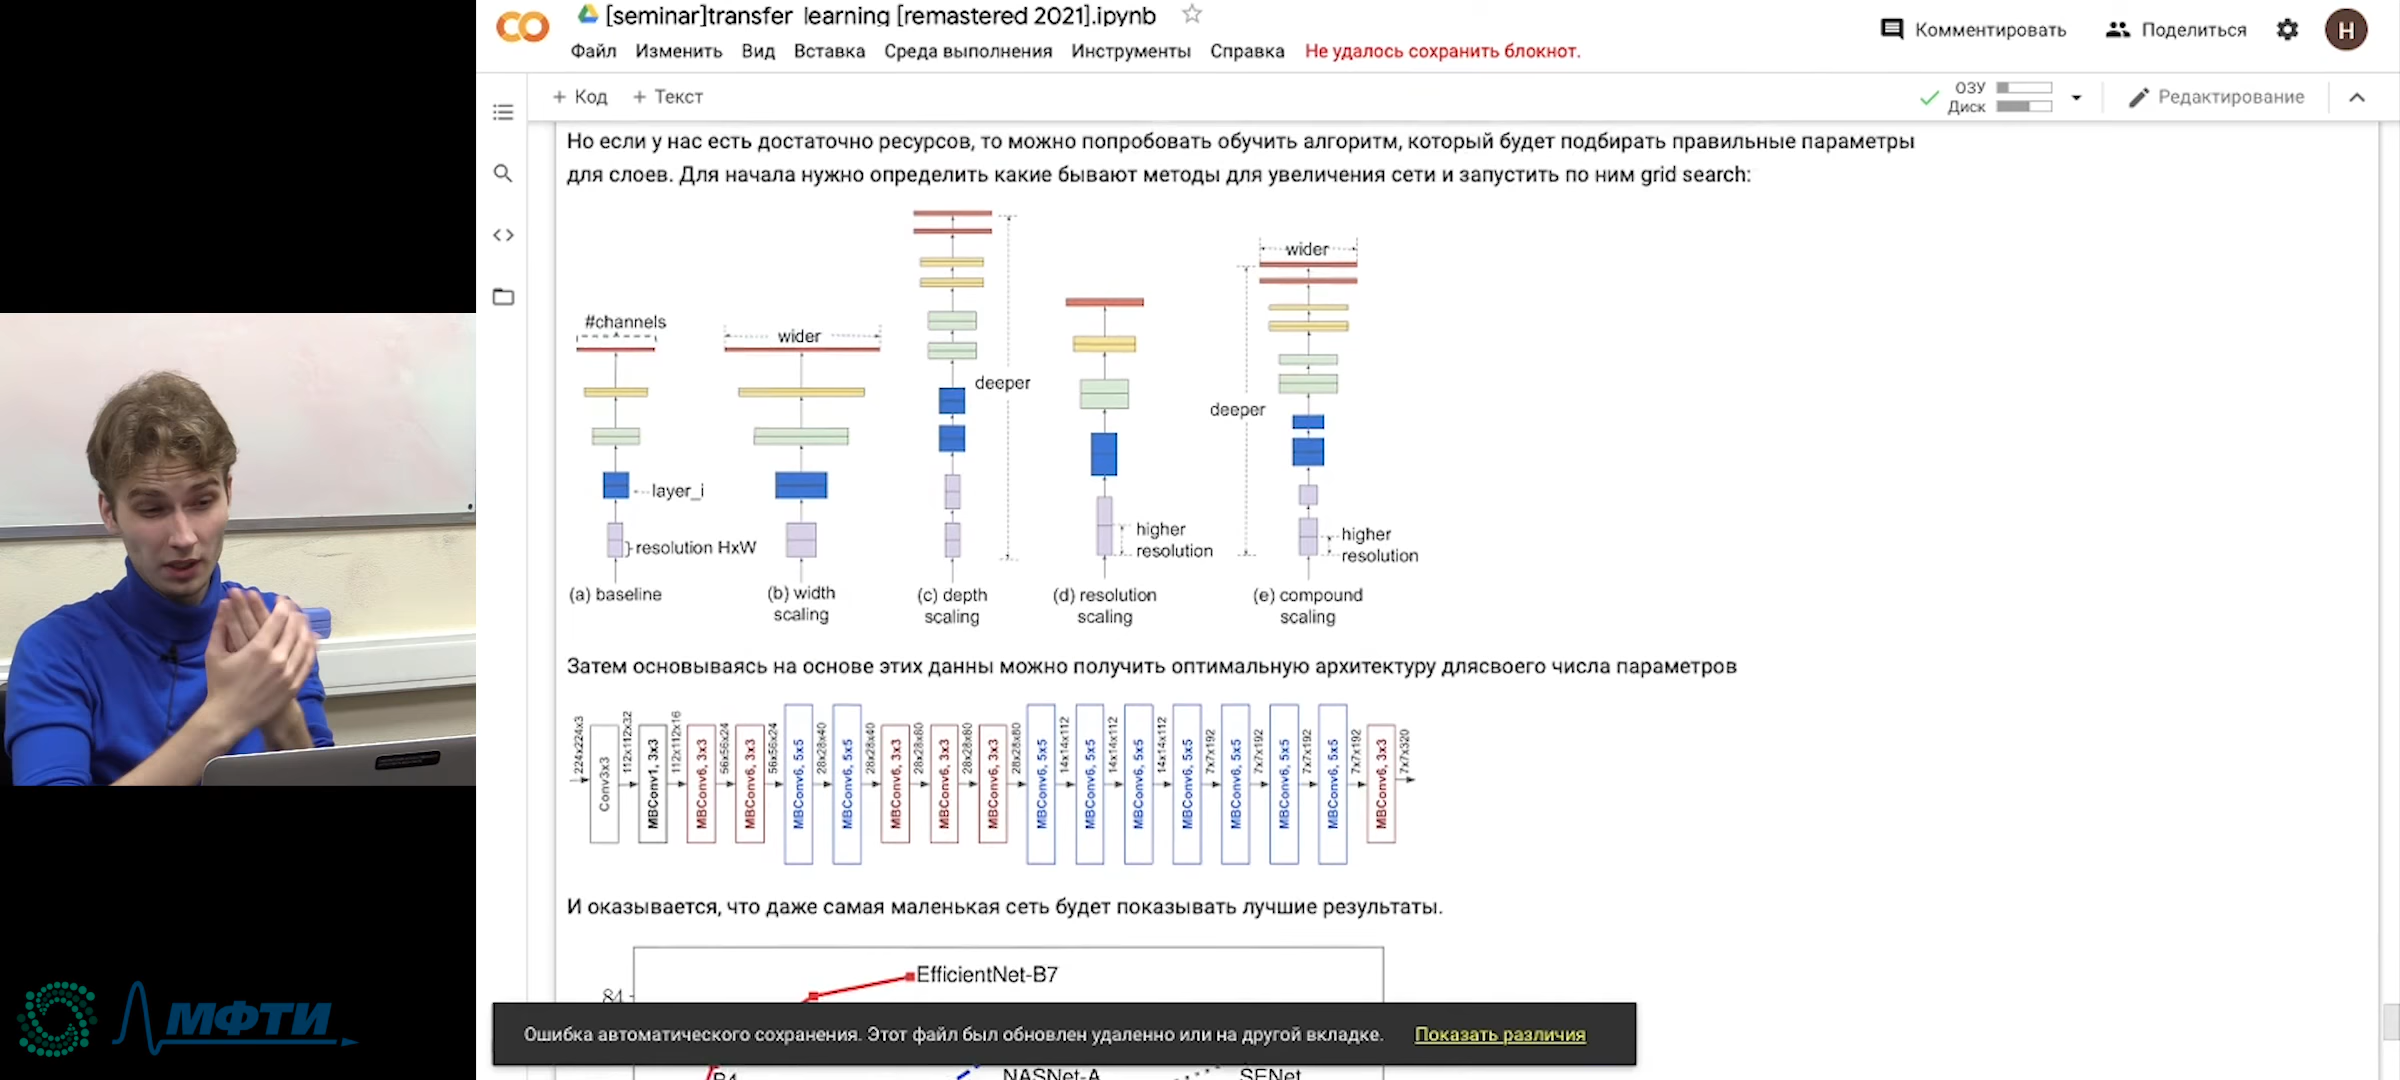 [seminar]transfer_learning [remastered 2021].ipynb
Комментировать
Поделиться
H
Файл Изменить Вид Вставка Среда выполнения Инструменты Справка Не удалось сохранить блокнот.
+ Код + Текст
ОЗУ
Диск
Редактирование
Но если у нас есть достаточно ресурсов, то можно попробовать обучить алгоритм, который будет подбирать правильные параметры
для слоев. Для начала нужно определить какие бывают методы для увеличения сети и запустить по ним grid search:
#channels
layer_i
resolution HxW
(a) baseline
wider
(b) width
scaling
deeper
(c) depth
scaling
higher
resolution
(d) resolution
scaling
wider
deeper
higher
resolution
(e) compound
scaling
Затем основываясь на основе этих данны можно получить оптимальную архитектуру длясвоего числа параметров
224x224x3
Conv3x3
112x112x32
MBConv1, 3x3
112x112x16
MBConv6, 3x3
56x56x24
MBConv6, 3x3
56x56x24
MBConv6, 5x5
28x28x40
MBConv6, 5x5
28x28x40
MBConv6, 3x3
28x28x80
MBConv6, 3x3
28x28x80
MBConv6, 3x3
28x28x80
MBConv6, 5x5
14x14x112
MBConv6, 5x5
14x14x112
MBConv6, 5x5
14x14x112
MBConv6, 5x5
7x7x192
MBConv6, 5x5
7x7x192
MBConv6, 5x5
7x7x192
MBConv6, 5x5
7x7x192
MBConv6, 3x3
7x7x320
И оказывается, что даже самая маленькая сеть будет показывать лучшие результаты.
EfficientNet-B7
84
Ошибка автоматического сохранения. Этот файл был обновлен удаленно или на другой вкладке. Показать различия
B4
NASNet-A
SENet
МФТИ